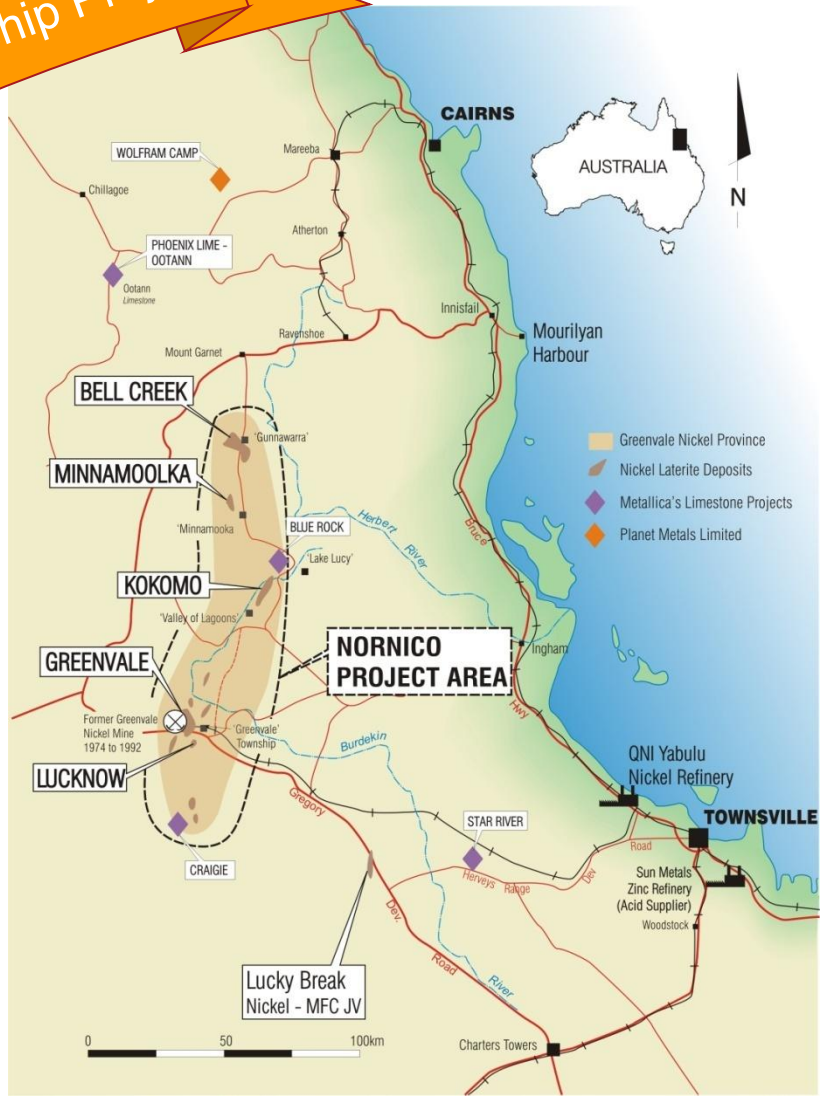 CAIRNS
WOLFRAM CAMP
Mareeba
AUSTRALIA
N
Chillagoe
Atherton
PHOENIX LIME -
OOTANN
Ootann
Limestone
Innisfail
Ravenshoe
Mourilyan
Harbour
Mount Garnet
BELL CREEK
'Gunnawarra'
Greenvale Nickel Province
Nickel Laterite Deposits
Metallica's Limestone Projects
Planet Metals Limited
MINNAMOOLKA
'Minnamooka'
BLUE ROCK
Herbert
River
Bruce
Hwy
KOKOMO
'Lake Lucy'
'Valley of Lagoons'
NORNICO
PROJECT AREA
Ingham
GREENVALE
Former Greenvale
Nickel Mine
1974 to 1992
'Greenvale'
Township
Burdekin
River
LUCKNOW
QNI Yabulu
Nickel Refinery
TOWNSVILLE
Gregory
Dev.
Road
STAR RIVER
Herveys
Range
Dev
Road
CRAIGIE
Sun Metals
Zinc Refinery
(Acid Supplier)
Woodstock
Lucky Break
Nickel - MFC JV
0 50 100km
Charters Towers